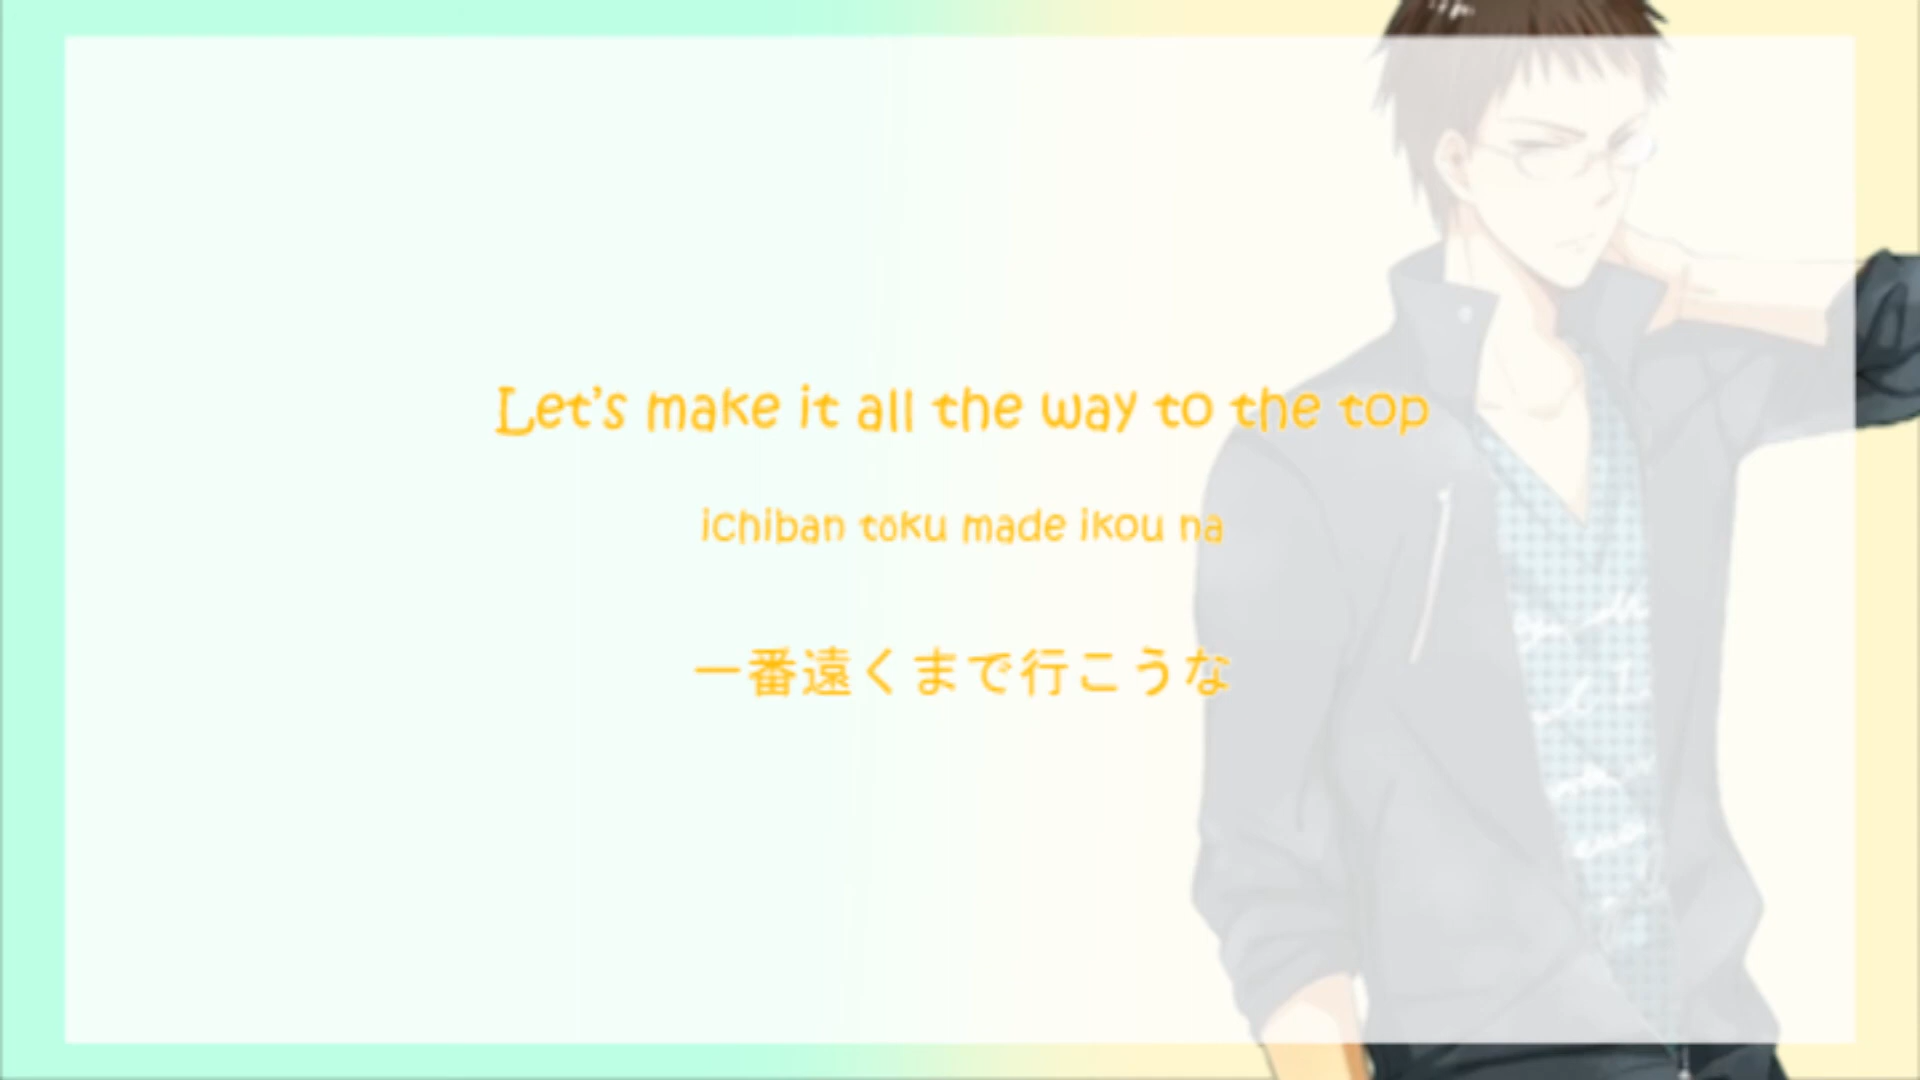 Let's make it all the way to the top
ichiban tōku made ikou na
一番遠くまで行こうな